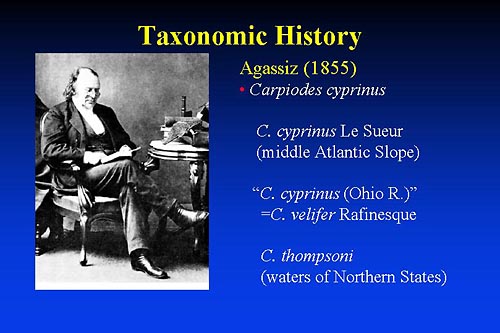 Taxonomic History
Agassiz (1855)
• Carpiodes cyprinus
C. cyprinus Le Sueur
(middle Atlantic Slope)
“C. cyprinus (Ohio R.)”
=C. velifer Rafinesque
C. thompsoni
(waters of Northern States)